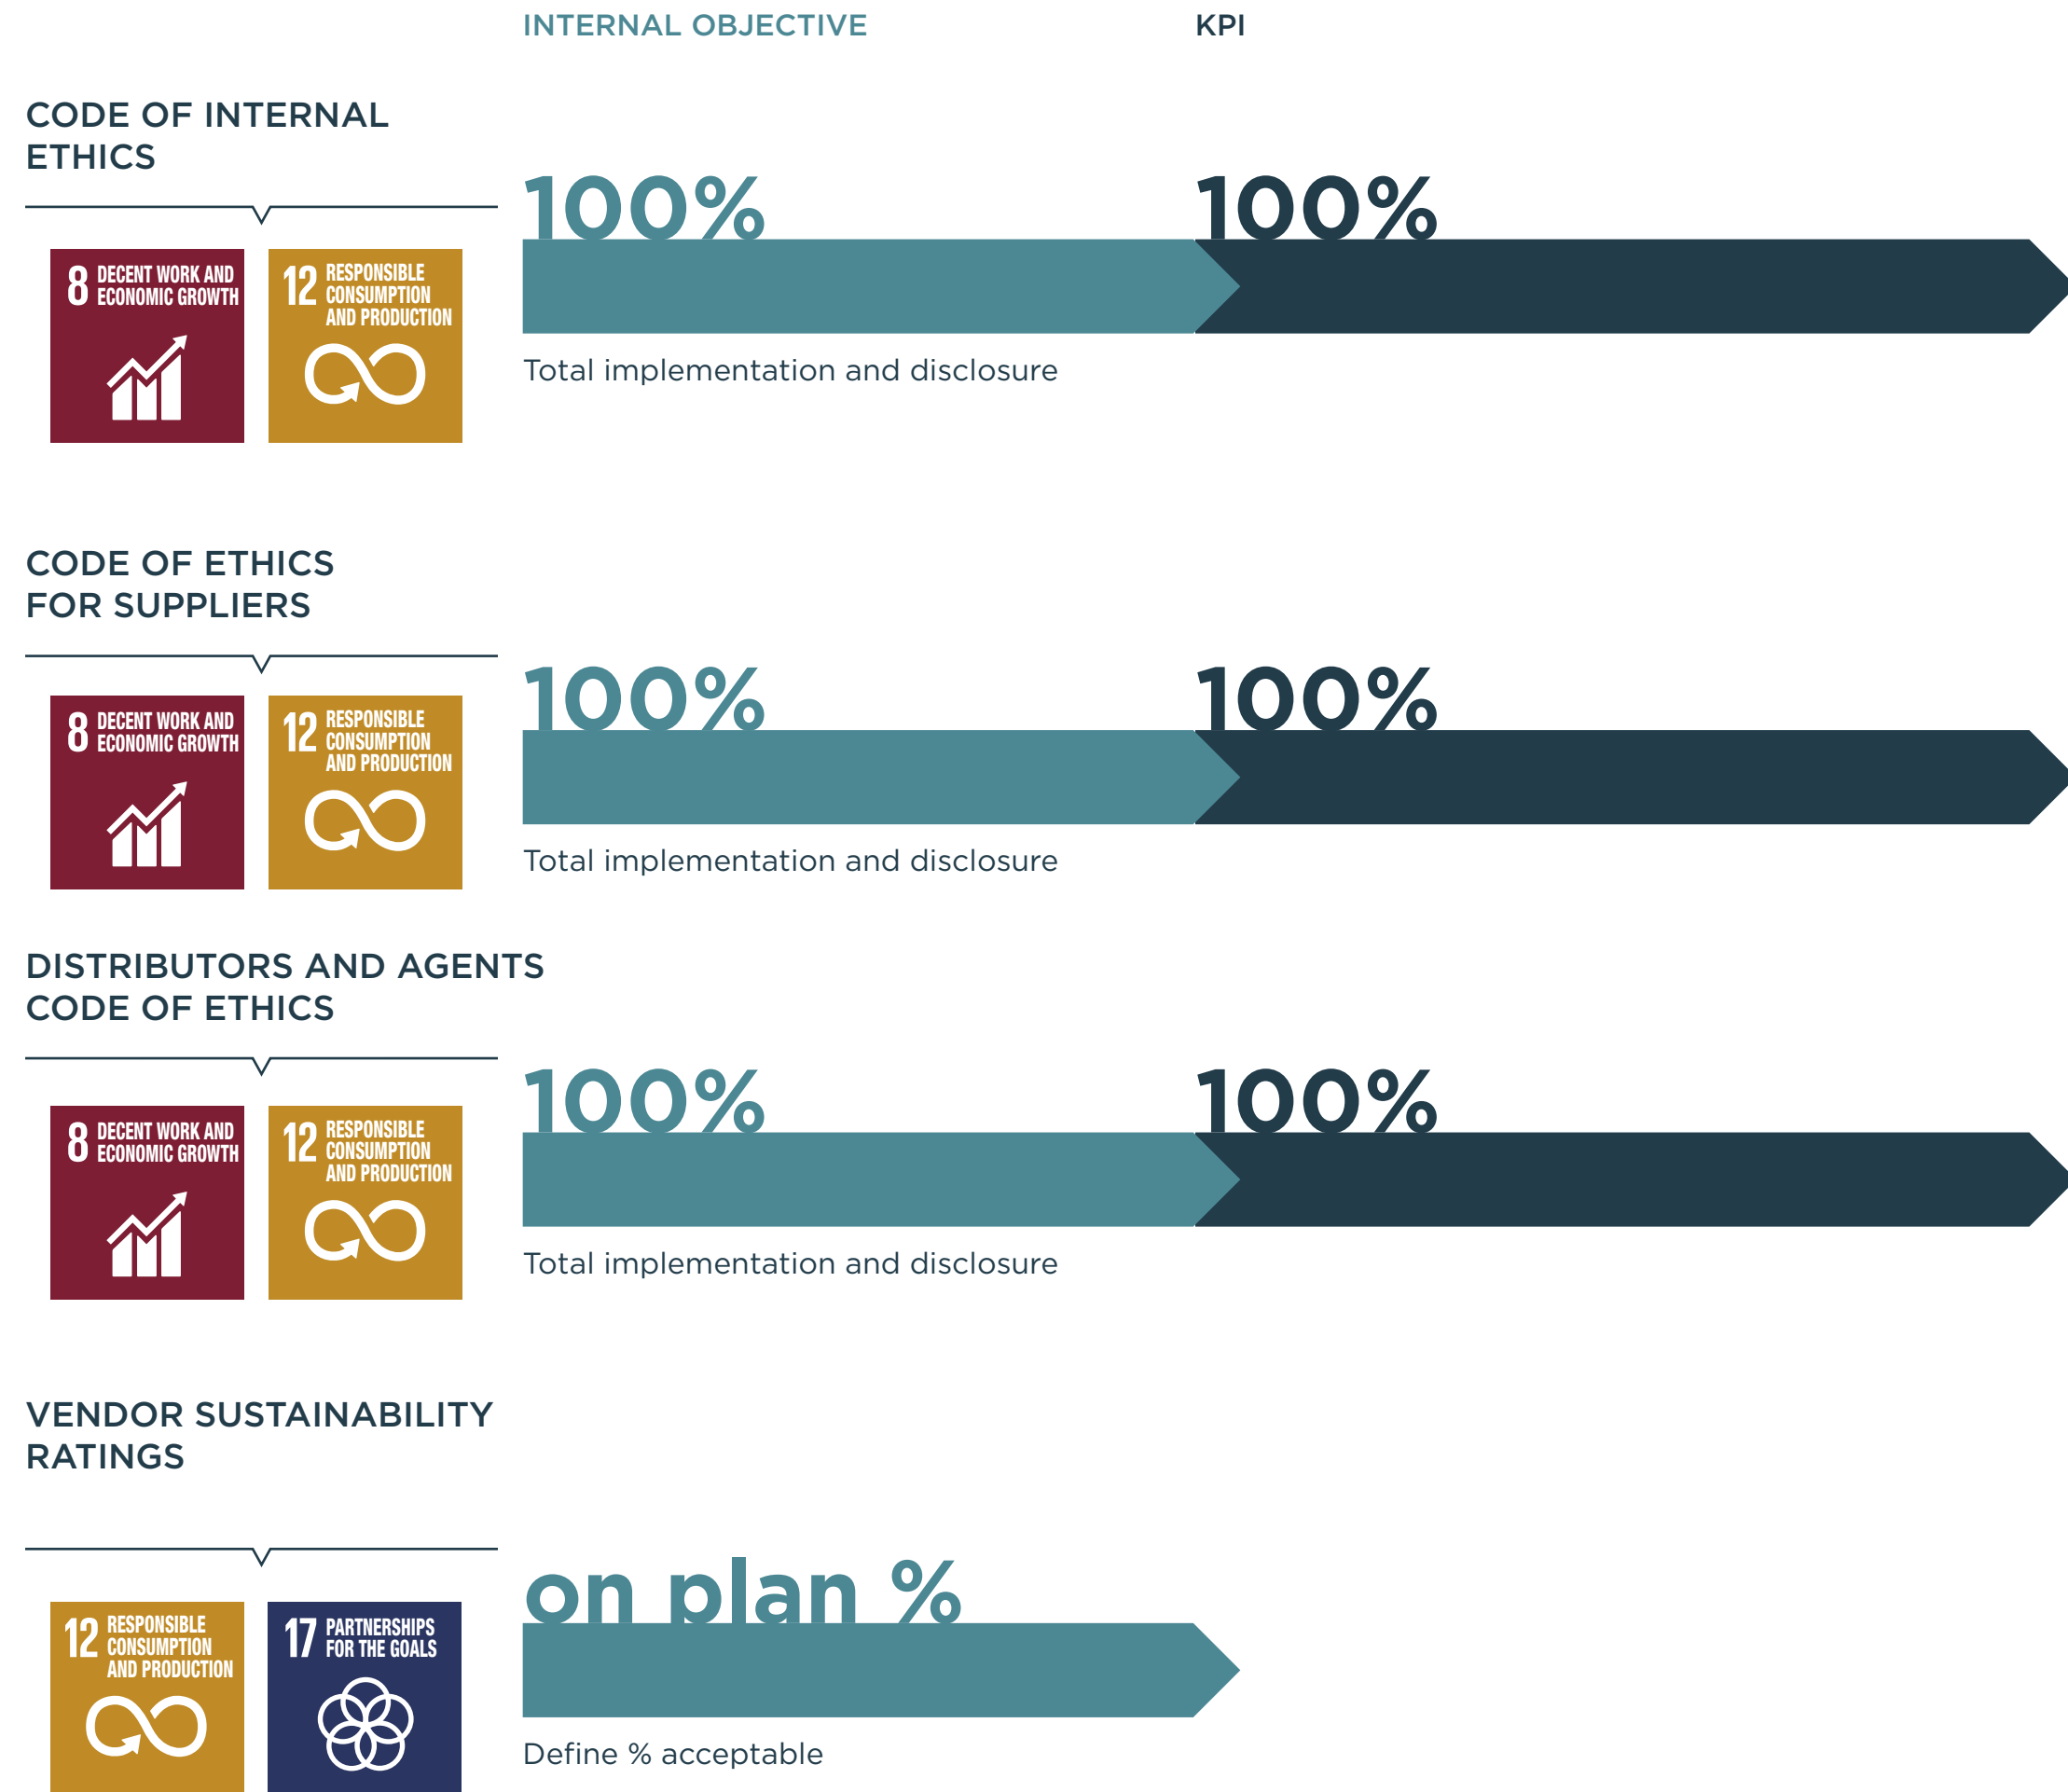 INTERNAL OBJECTIVE
KPI
CODE OF INTERNAL
ETHICS
100%
100%
8 DECENT WORK AND
ECONOMIC GROWTH
12 RESPONSIBLE
CONSUMPTION
AND PRODUCTION
Total implementation and disclosure
CODE OF ETHICS
FOR SUPPLIERS
100%
100%
8 DECENT WORK AND
ECONOMIC GROWTH
12 RESPONSIBLE
CONSUMPTION
AND PRODUCTION
Total implementation and disclosure
DISTRIBUTORS AND AGENTS
CODE OF ETHICS
100%
100%
8 DECENT WORK AND
ECONOMIC GROWTH
12 RESPONSIBLE
CONSUMPTION
AND PRODUCTION
Total implementation and disclosure
VENDOR SUSTAINABILITY
RATINGS
on plan %
12 RESPONSIBLE
CONSUMPTION
AND PRODUCTION
17 PARTNERSHIPS
FOR THE GOALS
Define % acceptable